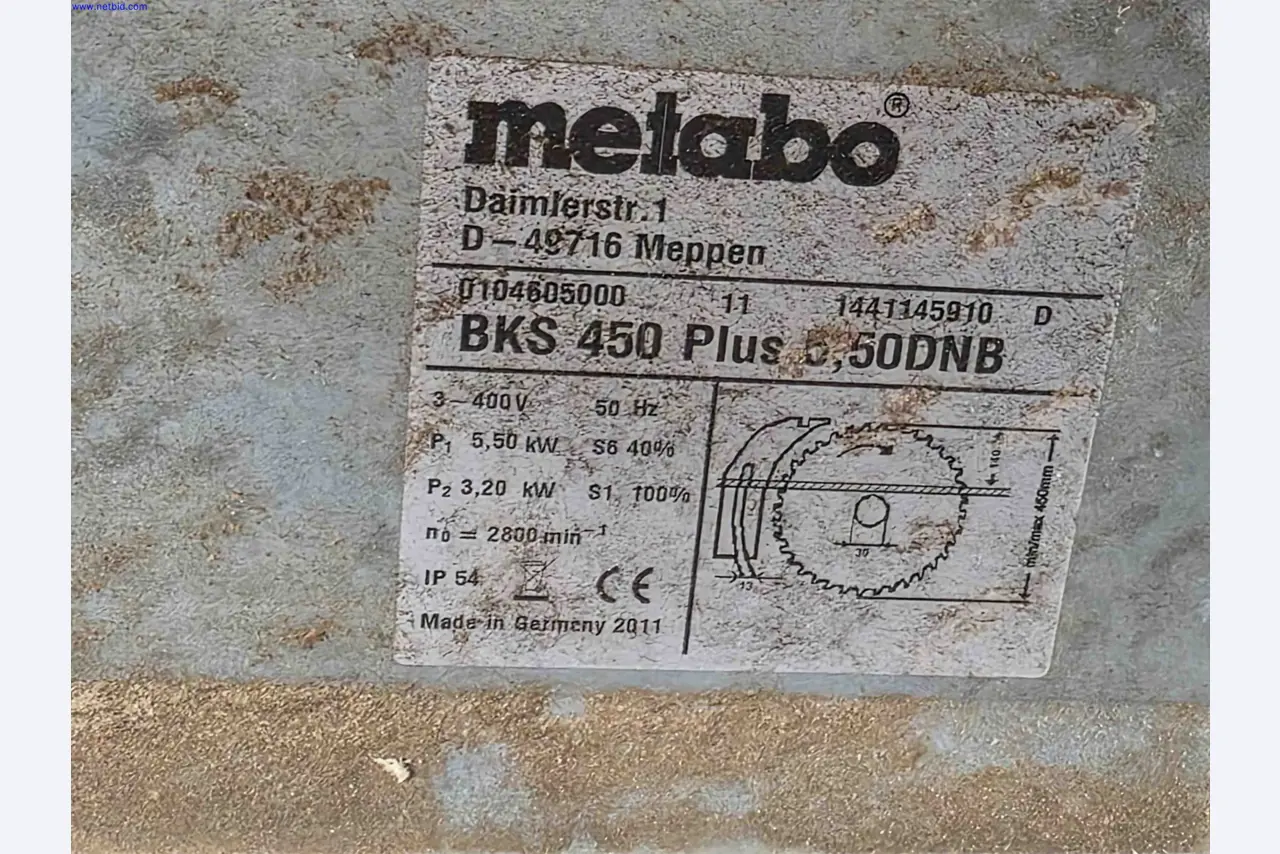 www.netbid.com
metabo®
Daimlerstr.1
D-49716 Meppen
0104605000 11 1441145910 D
BKS 450 Plus 5,50DNB
3~400V 50 Hz
P₁ 5,50 kW S6 40%
P₂ 3,20 kW S1 100%
n₀ = 2800 min⁻¹
IP 54 CE
Made in Germany 2011
140
min/max 450mm
30
13